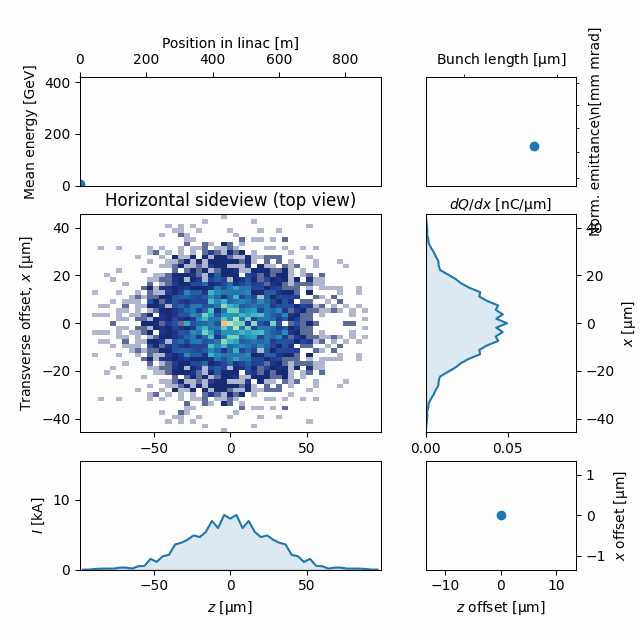 Position in linac [m]
0 200 400 600 800
Mean energy [GeV]
400
200
0
Bunch length [μm]
Norm. emittance\n[mm mrad]
Horizontal sideview (top view)
Transverse offset, x [μm]
40
20
0
−20
−40
−50 0 50
dQ/dx [nC/μm]
40
20
0
−20
−40
x [μm]
0.00 0.05
I [kA]
10
0
−50 0 50
z [μm]
1
0
−1
x offset [μm]
−10 0 10
z offset [μm]